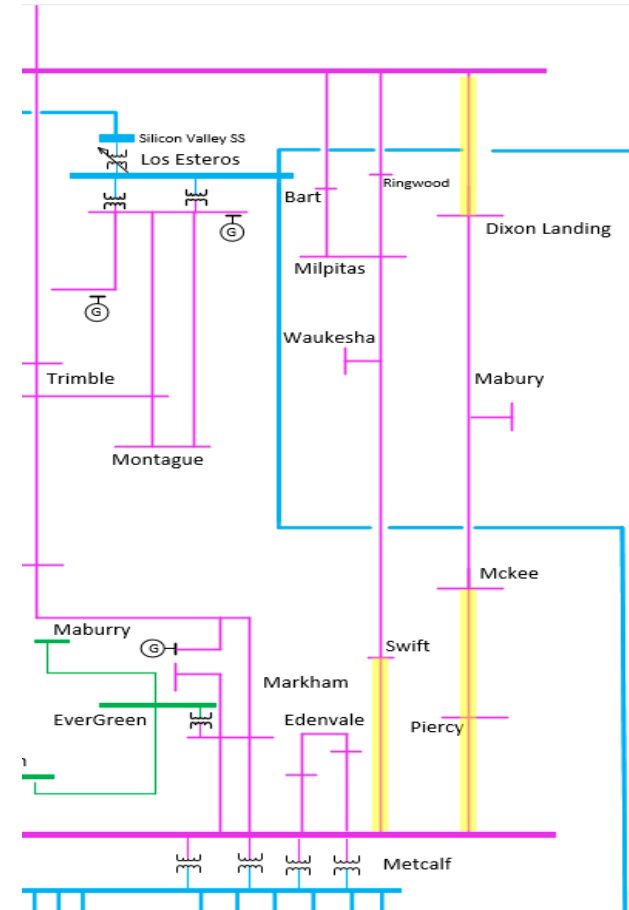 Silicon Valley SS
Los Esteros
Bart
Ringwood
G
Dixon Landing
Milpitas
G
Waukesha
Trimble
Mabury
Montague
Mckee
Maburry
G
Swift
Markham
EverGreen
Edenvale
Piercy
Metcalf